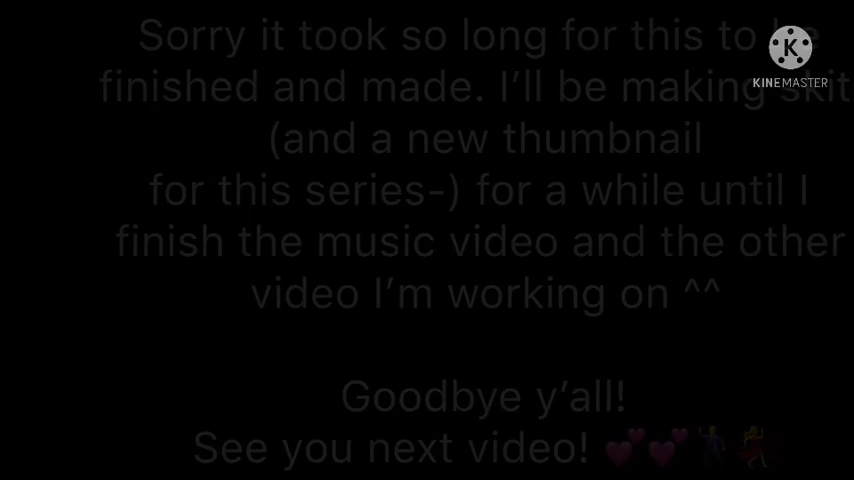 Sorry it took so long for this to be
finished and made. I'll be making skit
(and a new thumbnail
for this series-) for a while until I
finish the music video and the other
video I'm working on ^^
Goodbye y'all!
See you next video! 💕💕🕺💃
K
KINEMASTER